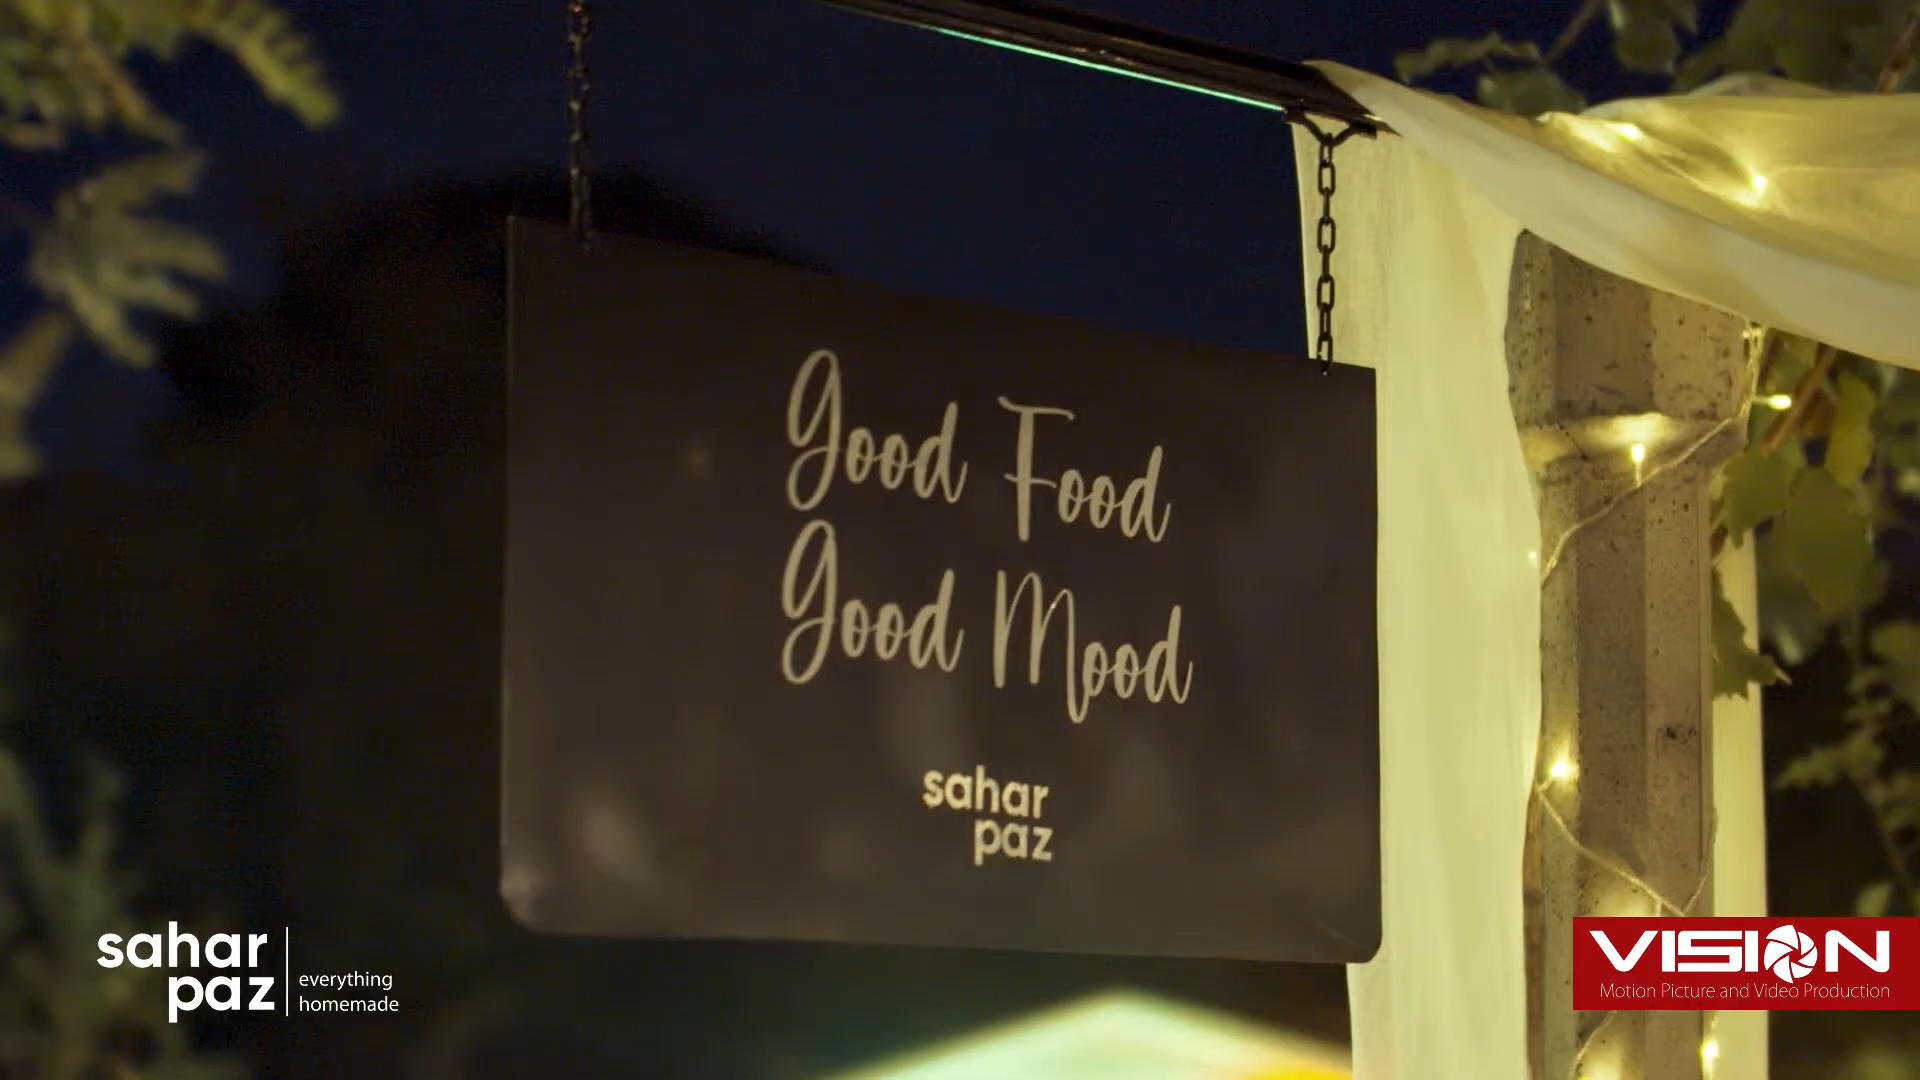 Good Food
Good Mood
sahar
paz
sahar
paz
everything
homemade
VISION
Motion Picture and Video Production